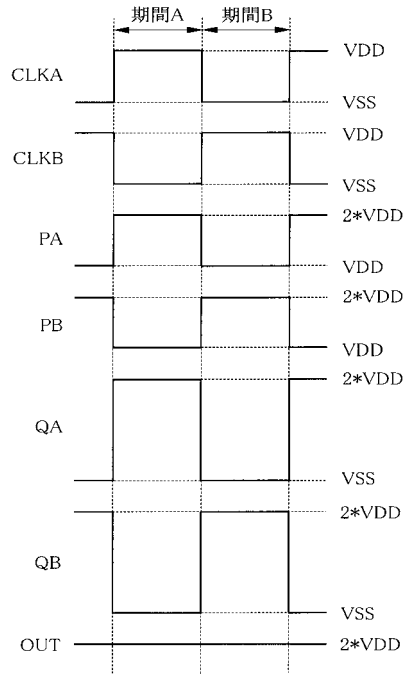 期間A 期間B
CLKA VDD
VSS
CLKB VDD
VSS
PA 2*VDD
VDD
PB 2*VDD
VDD
QA 2*VDD
VSS
QB 2*VDD
VSS
OUT 2*VDD